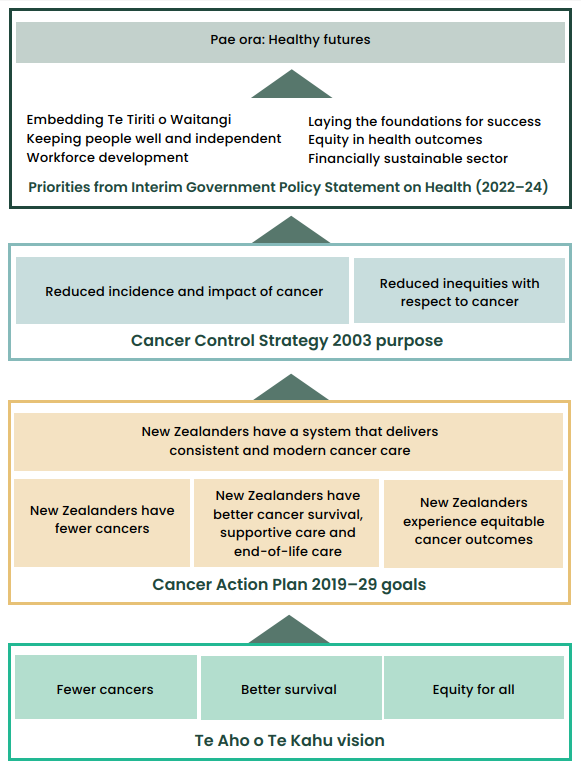 Pae ora: Healthy futures
Embedding Te Tiriti o Waitangi
Keeping people well and independent
Workforce development
Laying the foundations for success
Equity in health outcomes
Financially sustainable sector
Priorities from Interim Government Policy Statement on Health (2022–24)
Reduced incidence and impact of cancer
Reduced inequities with
respect to cancer
Cancer Control Strategy 2003 purpose
New Zealanders have a system that delivers
consistent and modern cancer care
New Zealanders have
fewer cancers
New Zealanders have
better cancer survival,
supportive care and
end-of-life care
New Zealanders
experience equitable
cancer outcomes
Cancer Action Plan 2019–29 goals
Fewer cancers
Better survival
Equity for all
Te Aho o Te Kahu vision